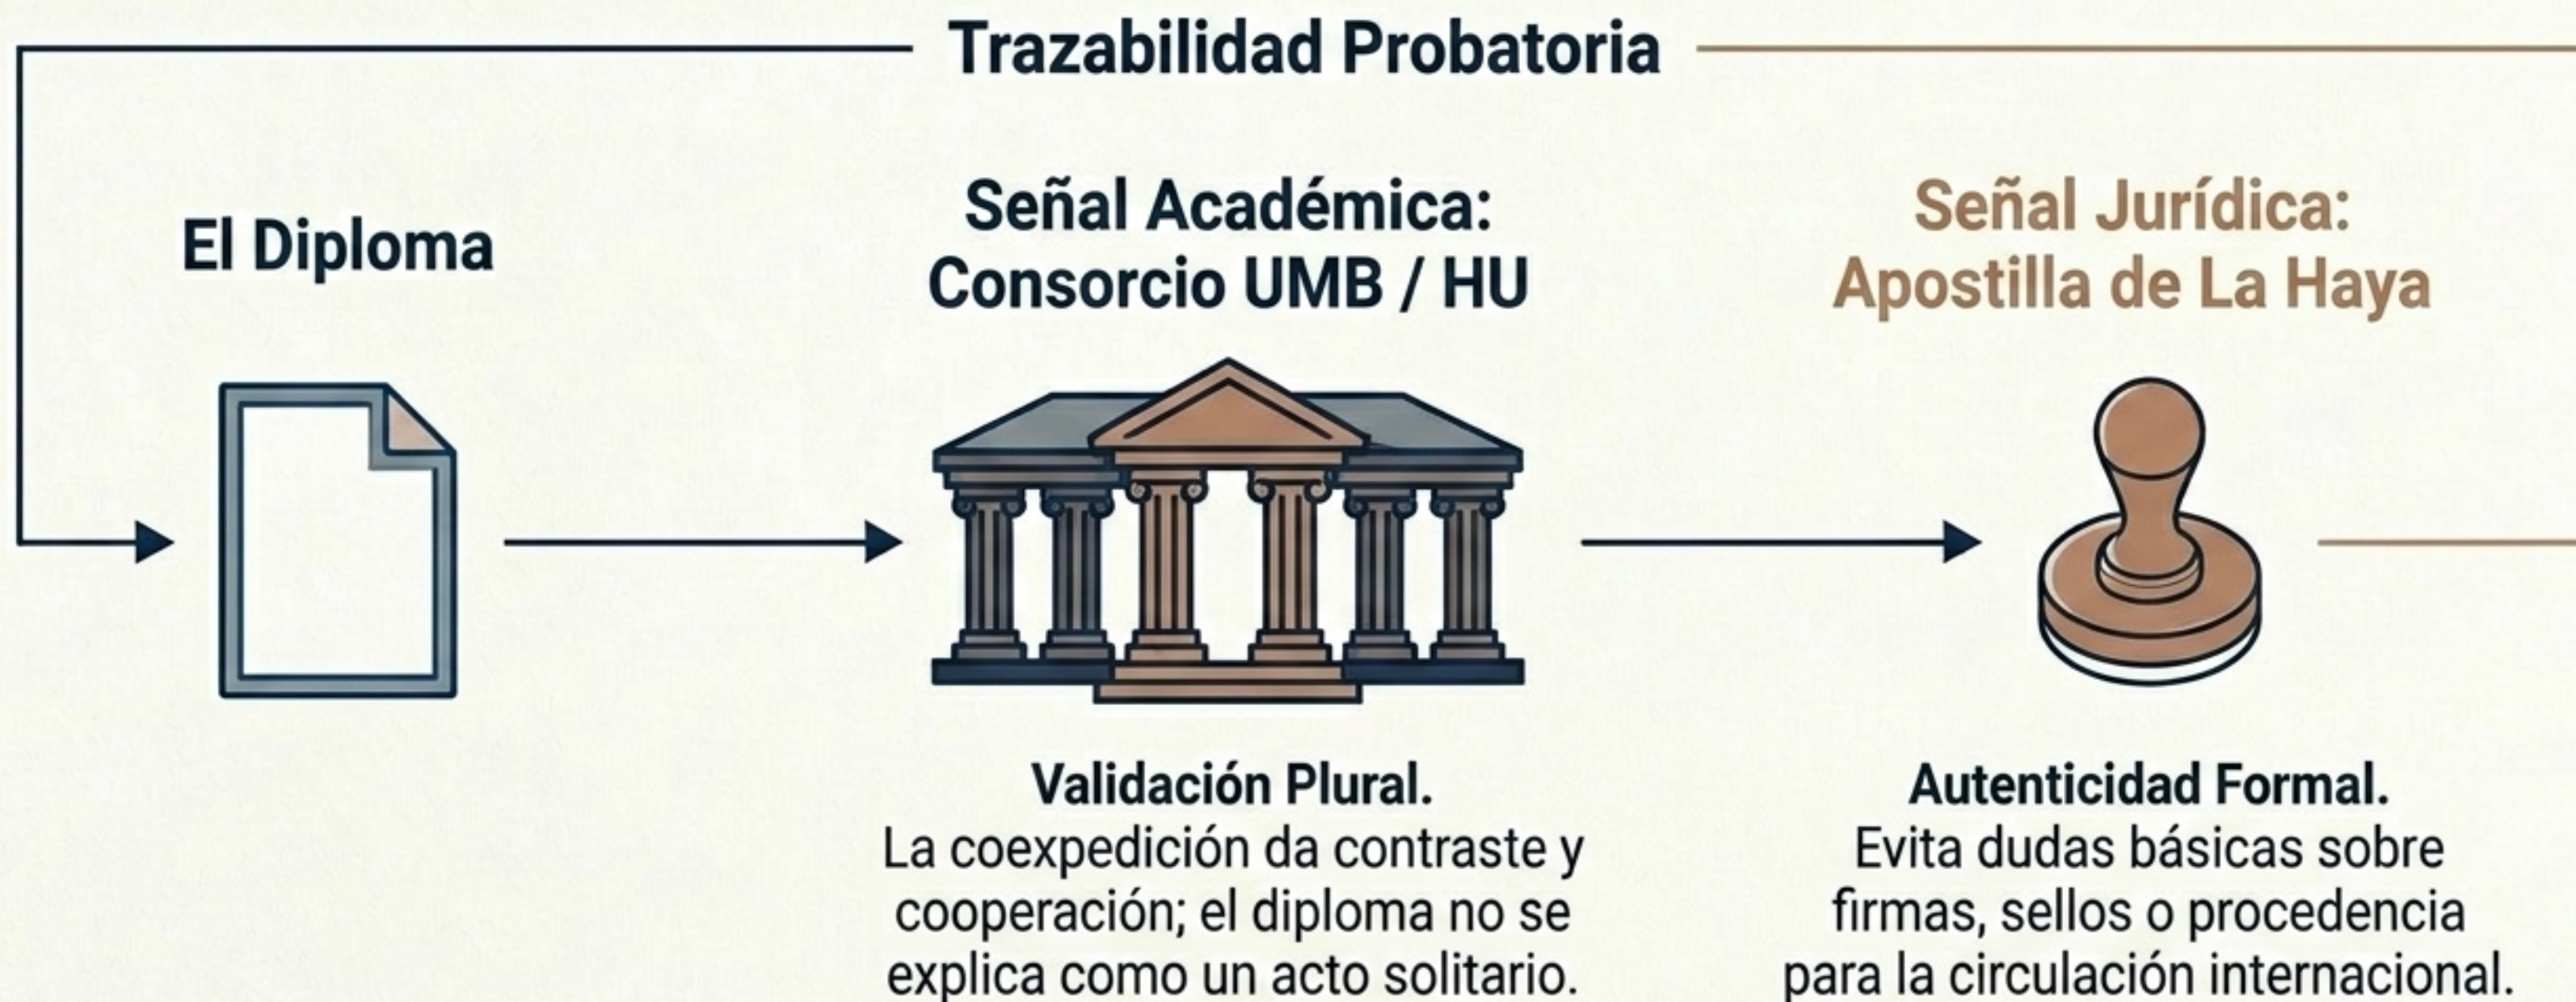 Trazabilidad Probatoria
El Diploma
Señal Académica:
Consorcio UMB / HU
Validación Plural.
La coexpedición da contraste y
cooperación; el diploma no se
explica como un acto solitario.
Señal Jurídica:
Apostilla de La Haya
Autenticidad Formal.
Evita dudas básicas sobre
firmas, sellos o procedencia
para la circulación internacional.